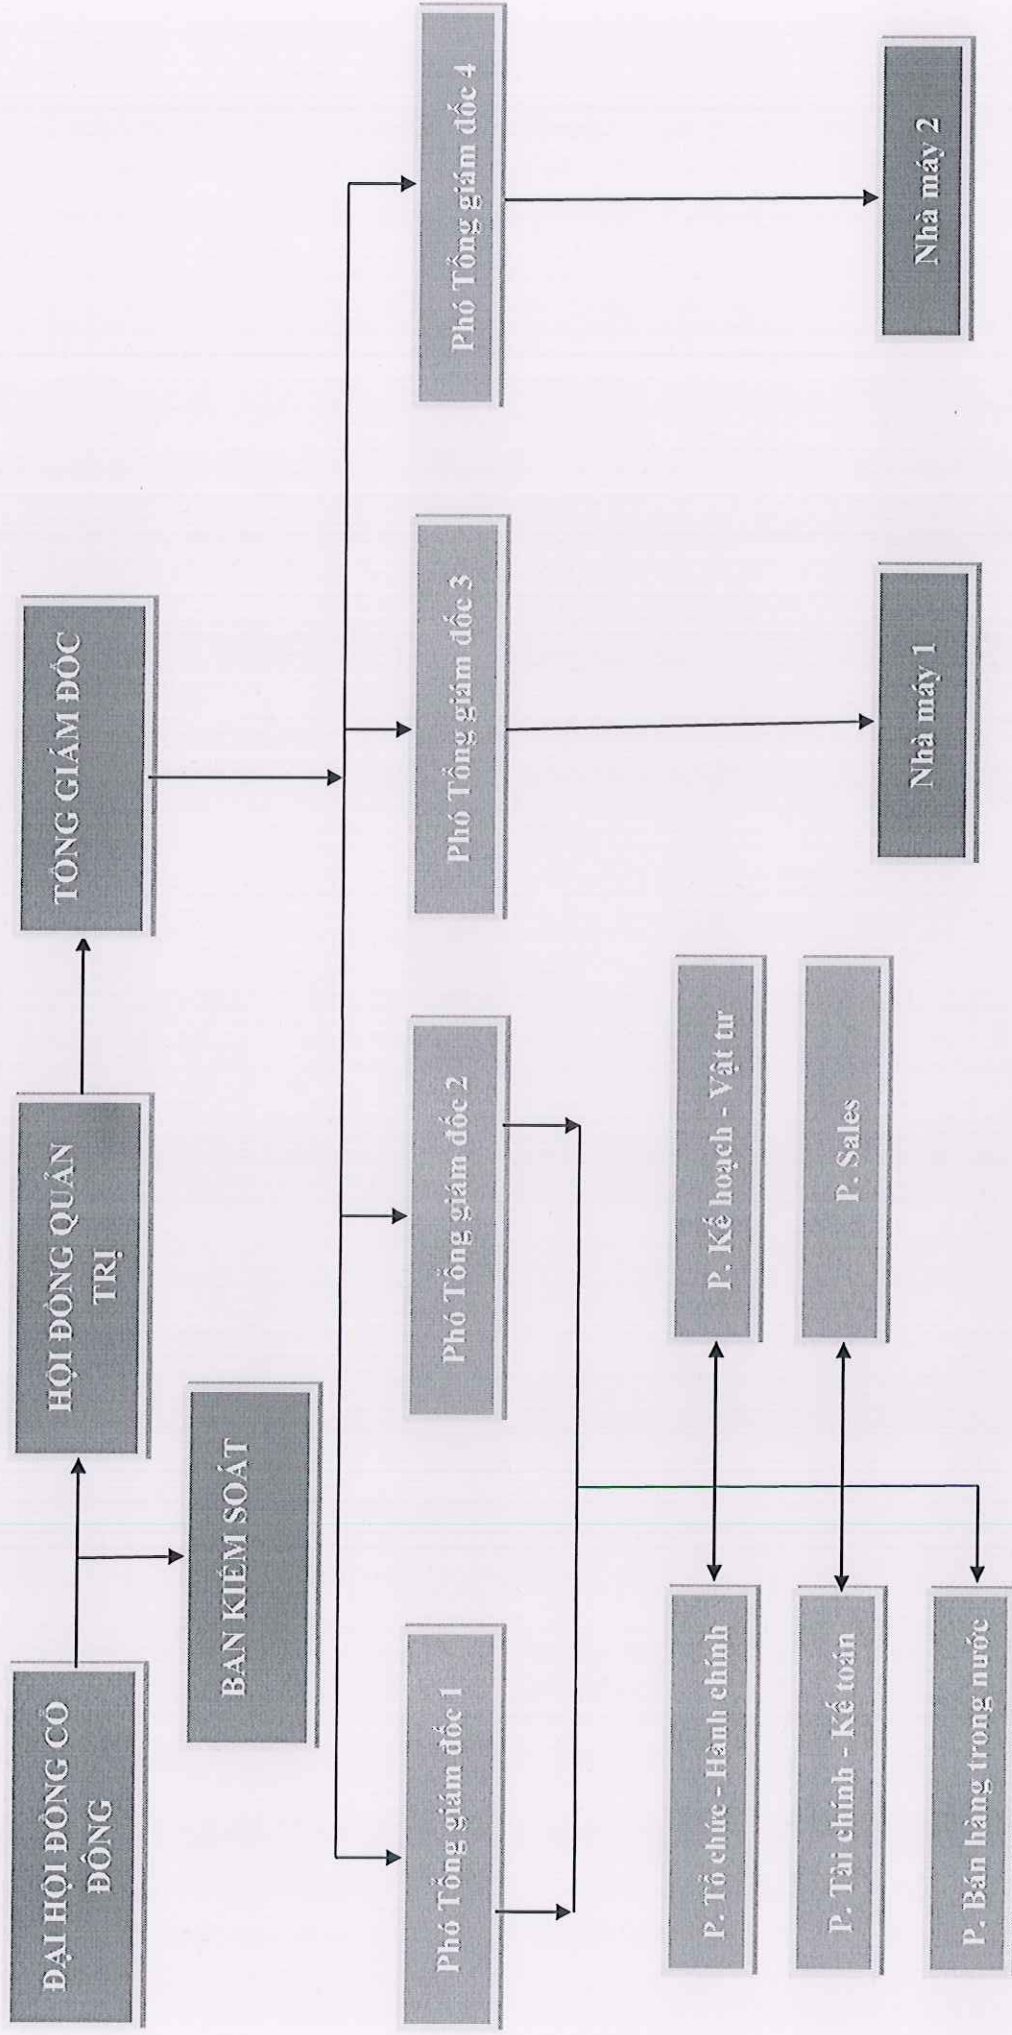 ĐẠI HỘI ĐỒNG CỔ
ĐÔNG
HỘI ĐỒNG QUẢN
TRỊ
TỔNG GIÁM ĐỐC
BAN KIỂM SOÁT
Phó Tổng giám đốc 1
Phó Tổng giám đốc 2
Phó Tổng giám đốc 3
Phó Tổng giám đốc 4
P. Tổ chức - Hành chính
P. Kế hoạch - Vật tư
P. Tài chính - Kế toán
P. Sales
P. Bán hàng trong nước
Nhà máy 1
Nhà máy 2